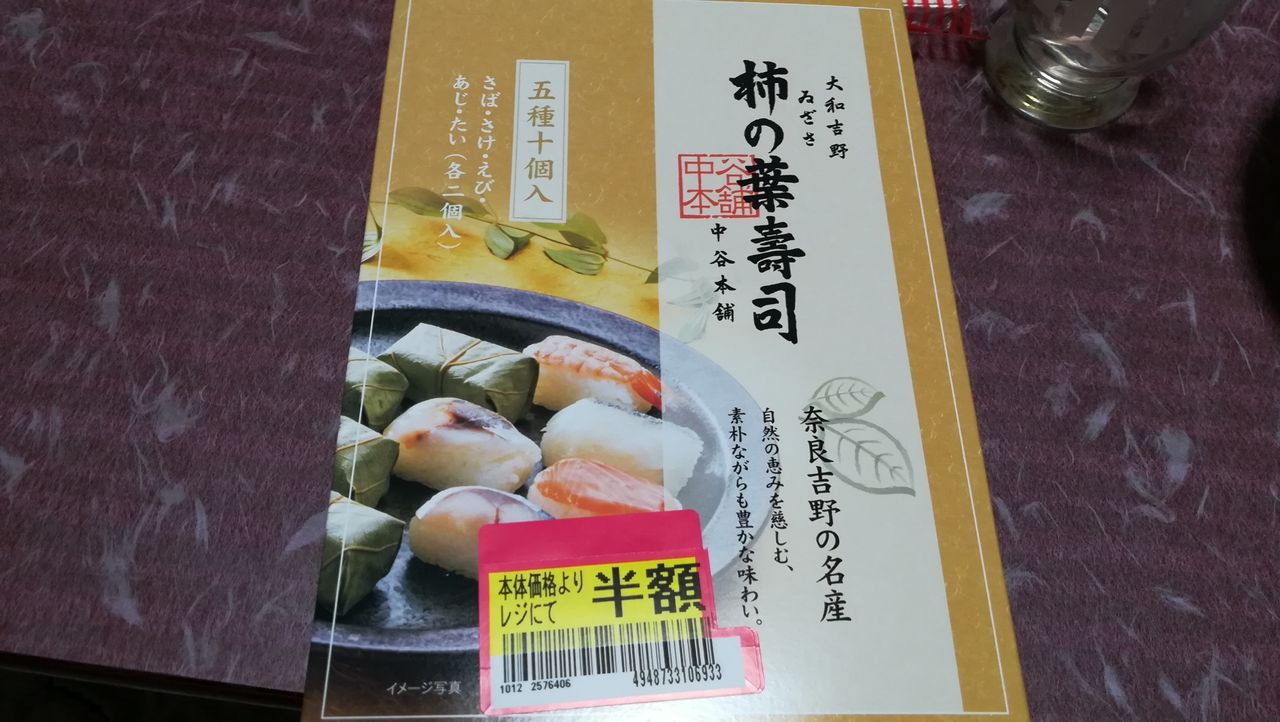 大和吉野
ゐざさ
柿の葉壽司
中谷本舗
中谷本舗
奈良吉野の名産
自然の恵みを慈しむ、
素朴ながらも豊かな味わい。
五種十個入
さば・さけ・えび・
あじ・たい(各二個入)
本体価格より
レジにて
半額
1012 2576406
4948733106933
イメージ写真